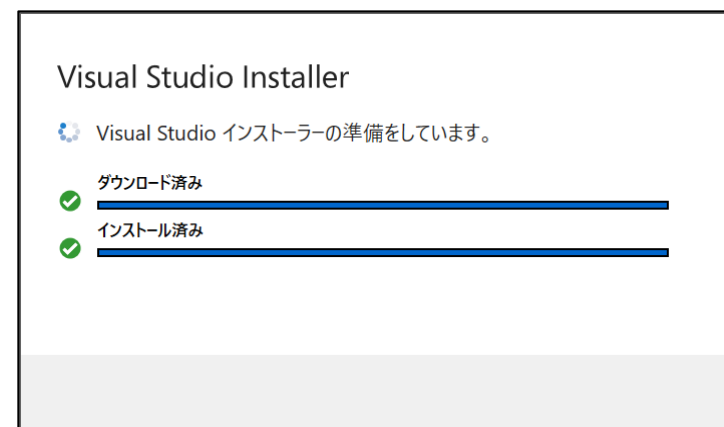 Visual Studio Installer
Visual Studio インストーラーの準備をしています。
ダウンロード済み
インストール済み